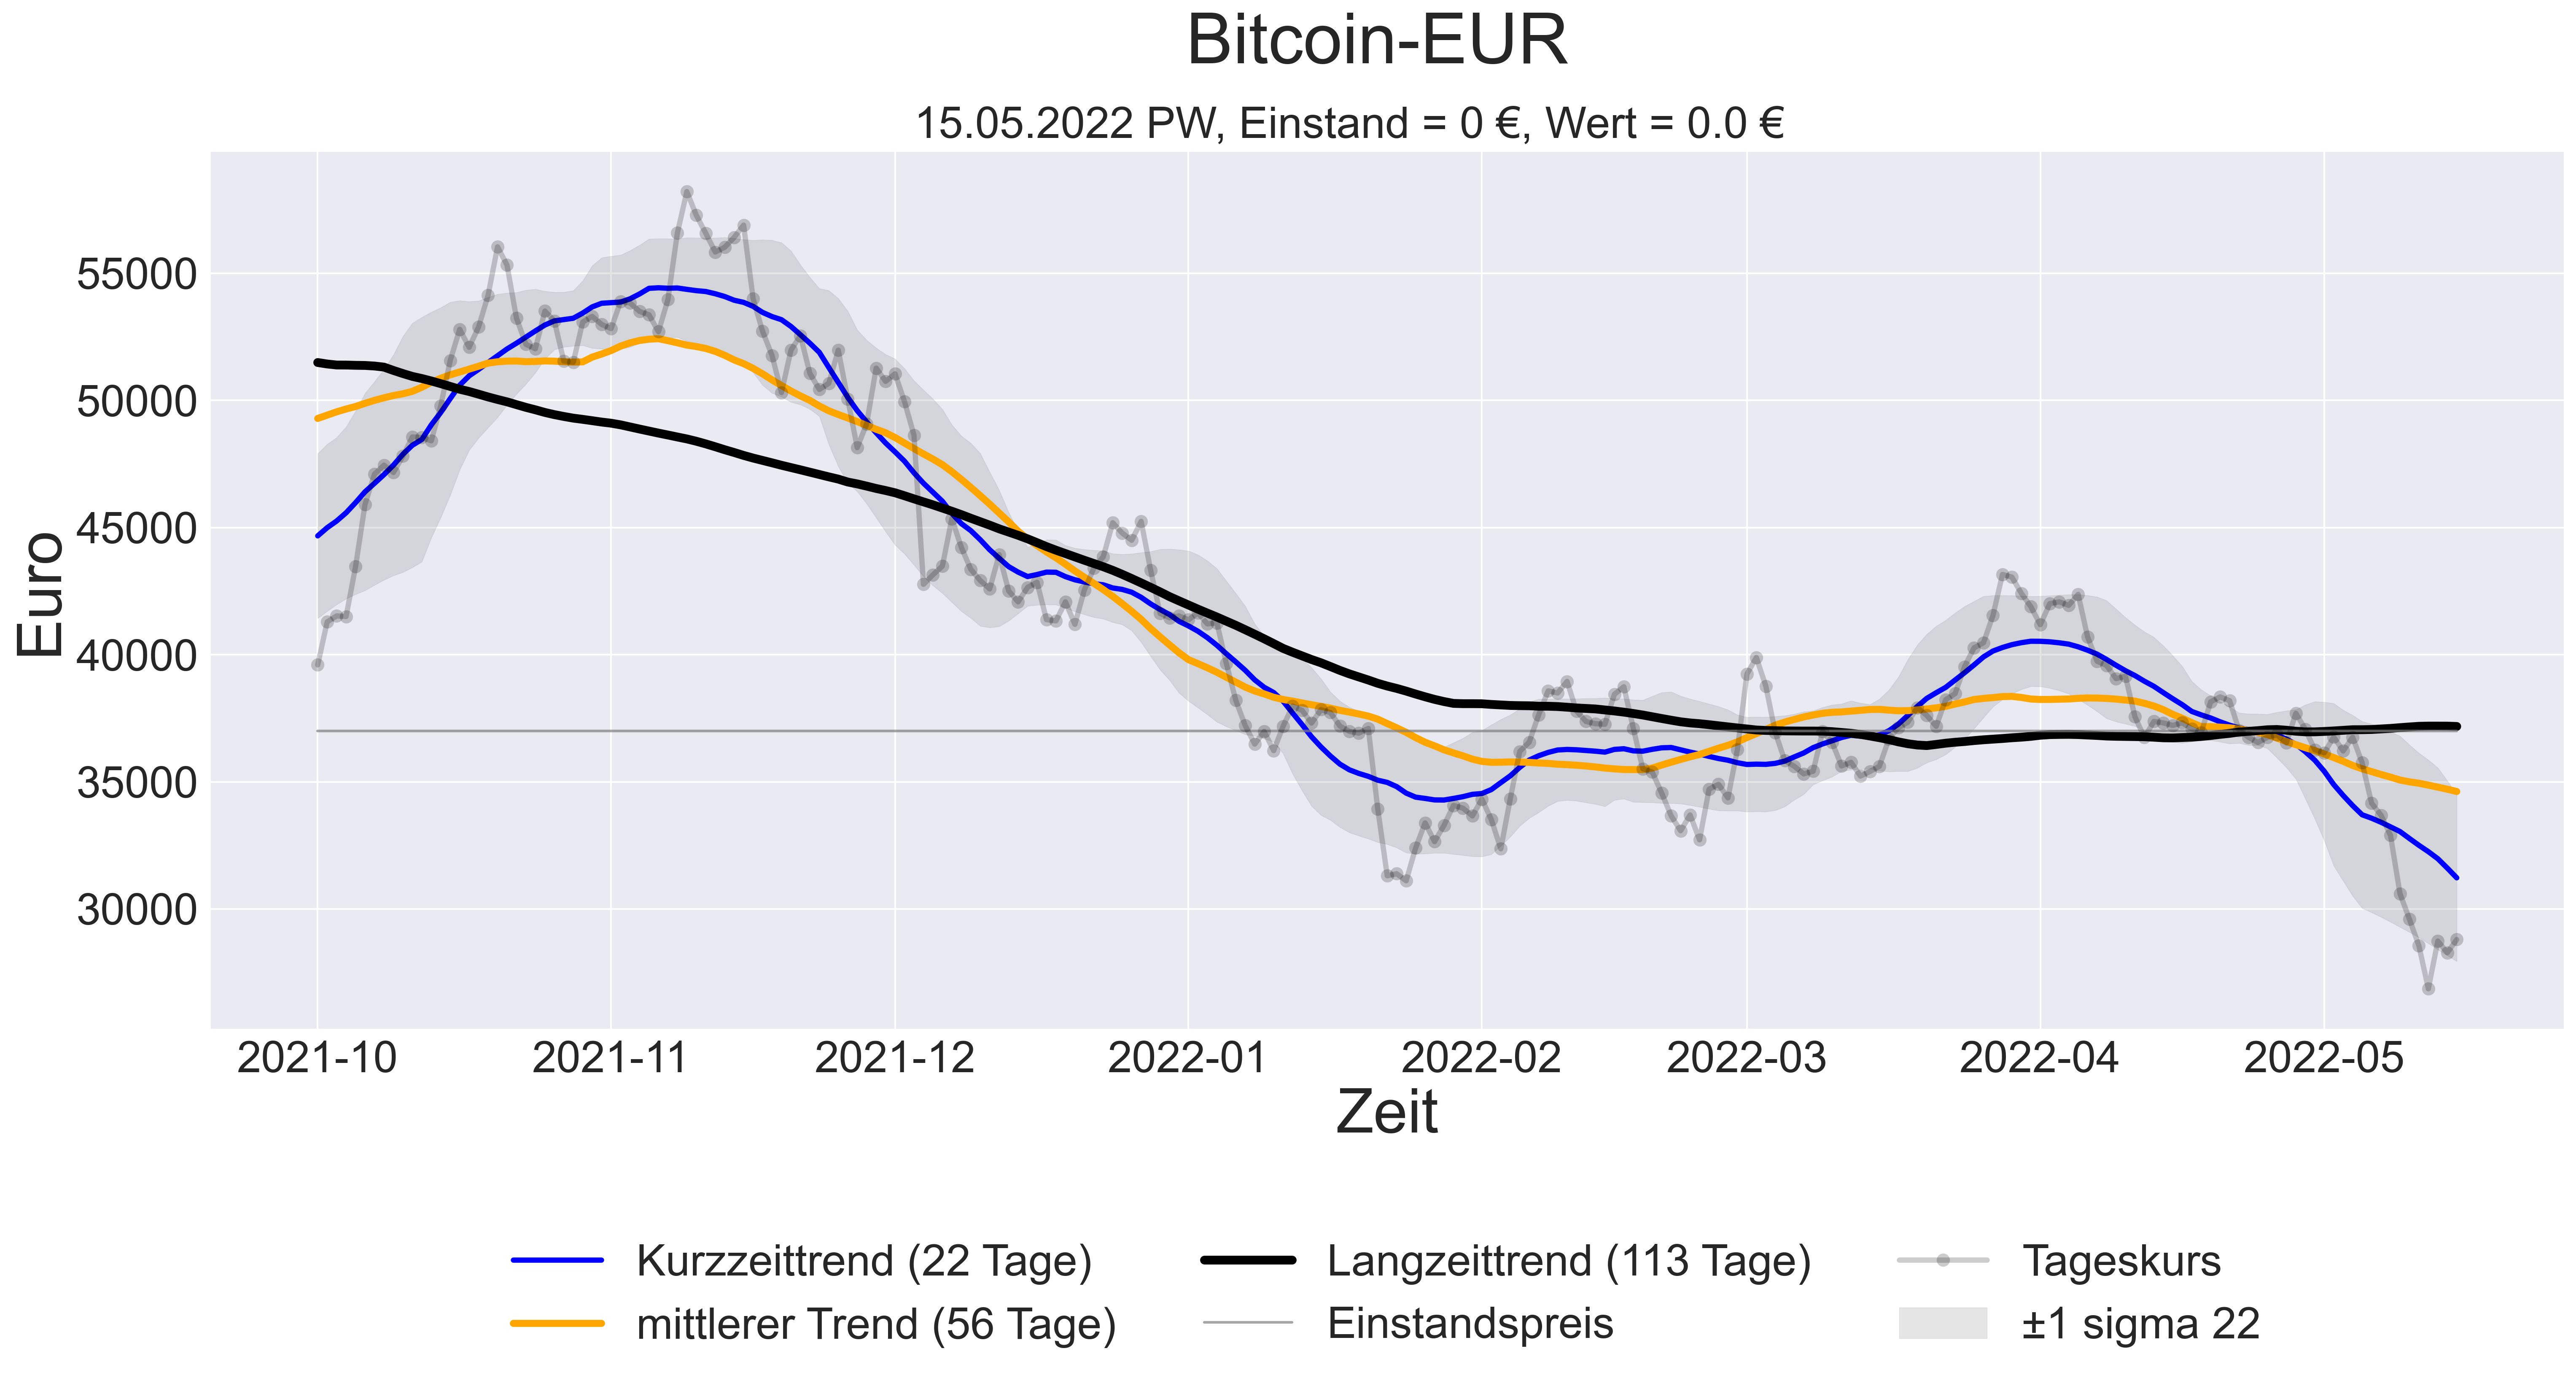 Bitcoin-EUR
15.05.2022 PW, Einstand = 0 €, Wert = 0.0 €
Euro
55000
50000
45000
40000
35000
30000
2021-10 2021-11 2021-12 2022-01 2022-02 2022-03 2022-04 2022-05
Zeit
Kurzzeittrend (22 Tage) Langzeittrend (113 Tage) Tageskurs
mittlerer Trend (56 Tage) Einstandspreis ±1 sigma 22